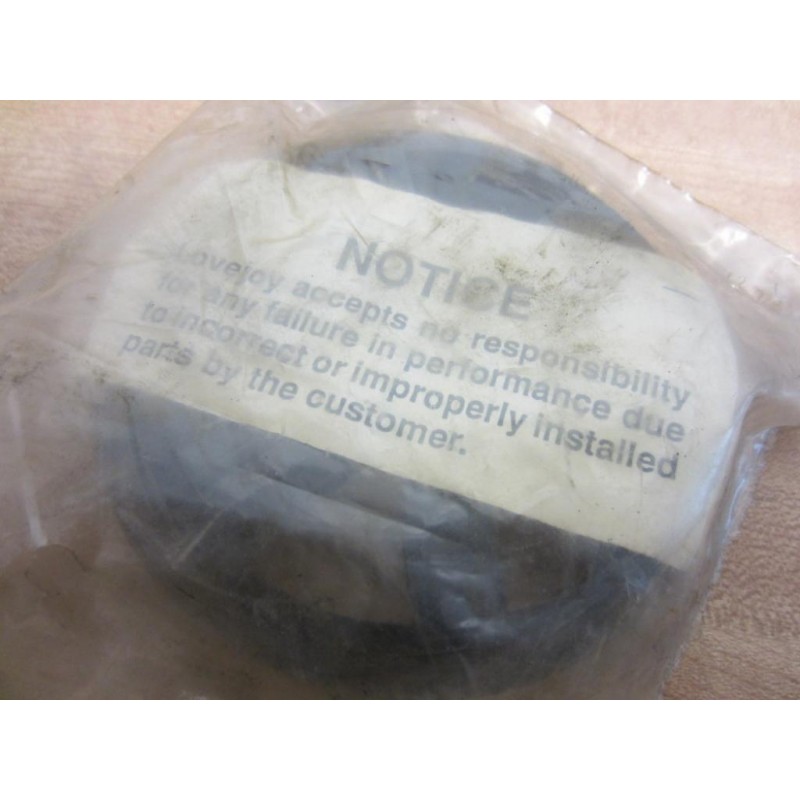 NOTICE
Lovejoy accepts no responsibility
for any failure in performance due
to incorrect or improperly installed
parts by the customer.